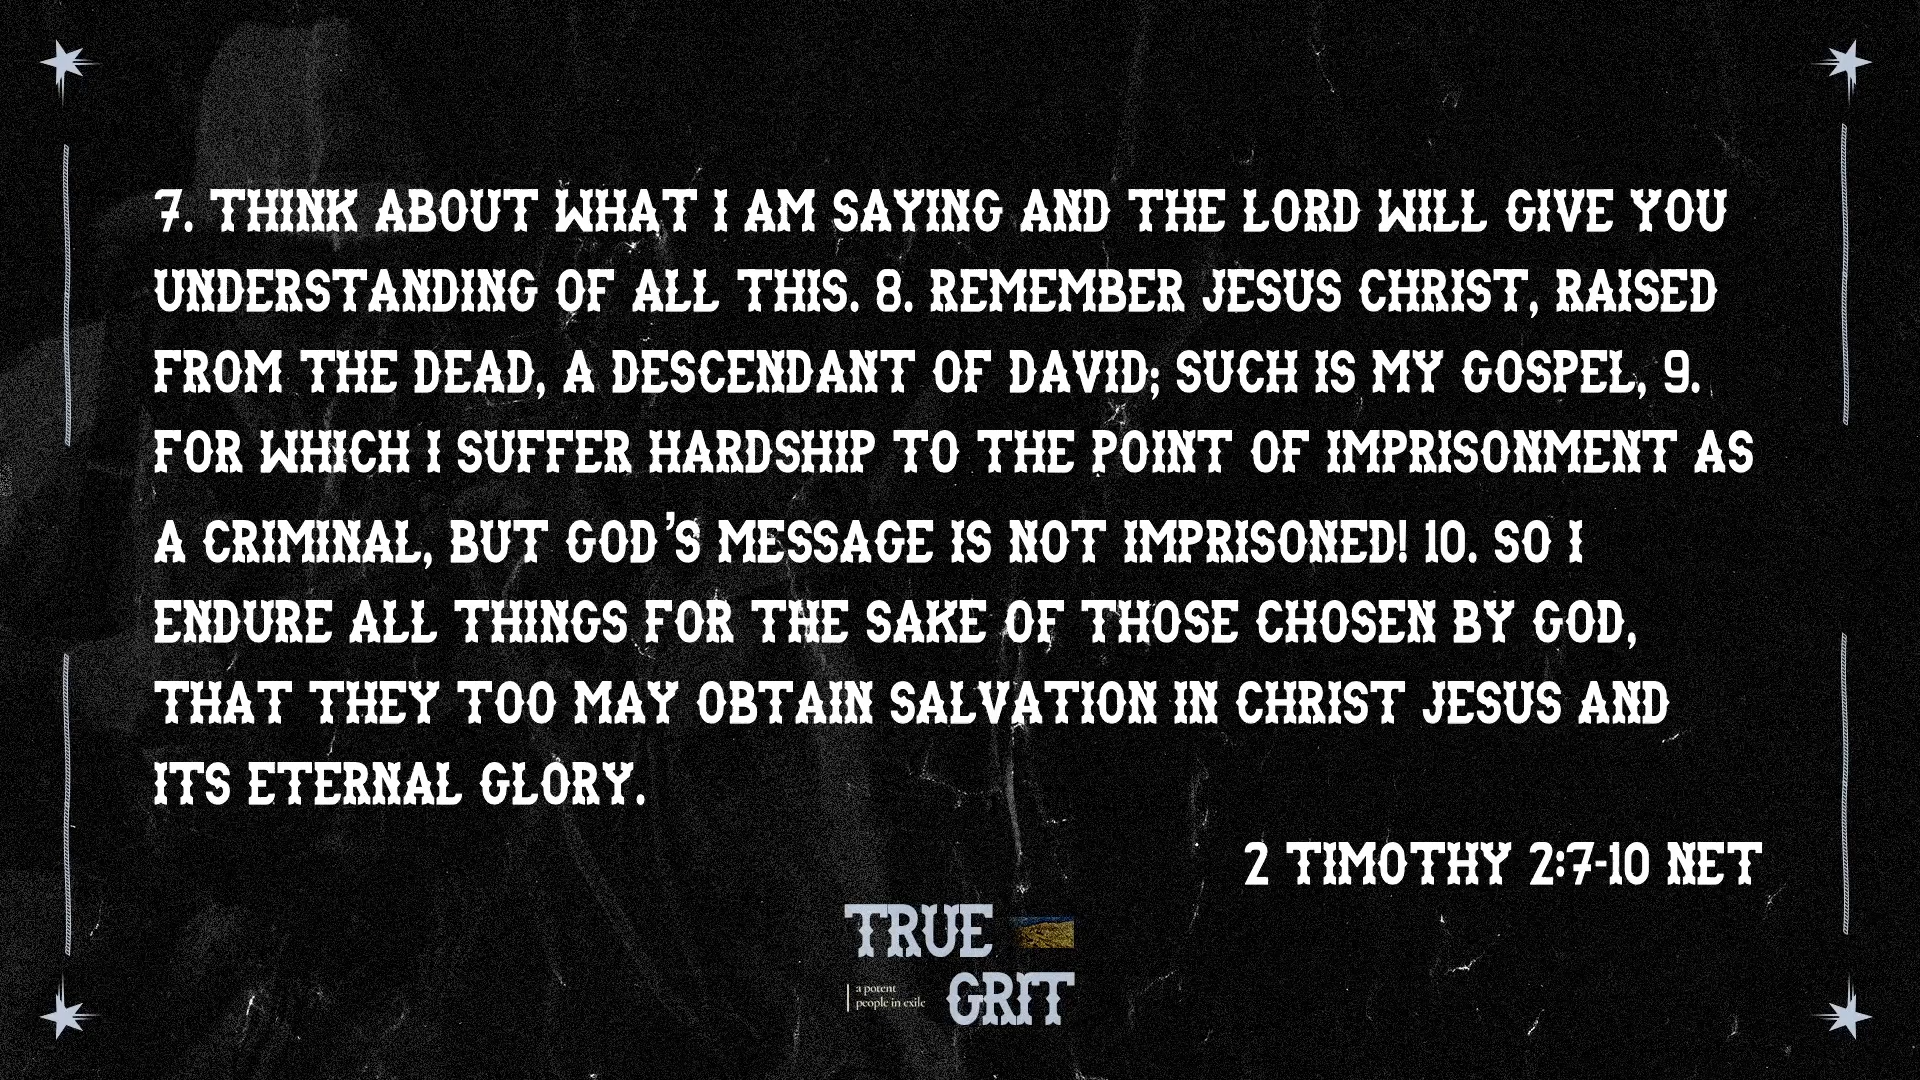 7. THINK ABOUT WHAT I AM SAYING AND THE LORD WILL GIVE YOU
UNDERSTANDING OF ALL THIS. 8. REMEMBER JESUS CHRIST, RAISED
FROM THE DEAD, A DESCENDANT OF DAVID; SUCH IS MY GOSPEL, 9.
FOR WHICH I SUFFER HARDSHIP TO THE POINT OF IMPRISONMENT AS
A CRIMINAL, BUT GOD'S MESSAGE IS NOT IMPRISONED! 10. SO I
ENDURE ALL THINGS FOR THE SAKE OF THOSE CHOSEN BY GOD,
THAT THEY TOO MAY OBTAIN SALVATION IN CHRIST JESUS AND
ITS ETERNAL GLORY.
2 TIMOTHY 2:7-10 NET
TRUE
GRIT
a potent
people in exile